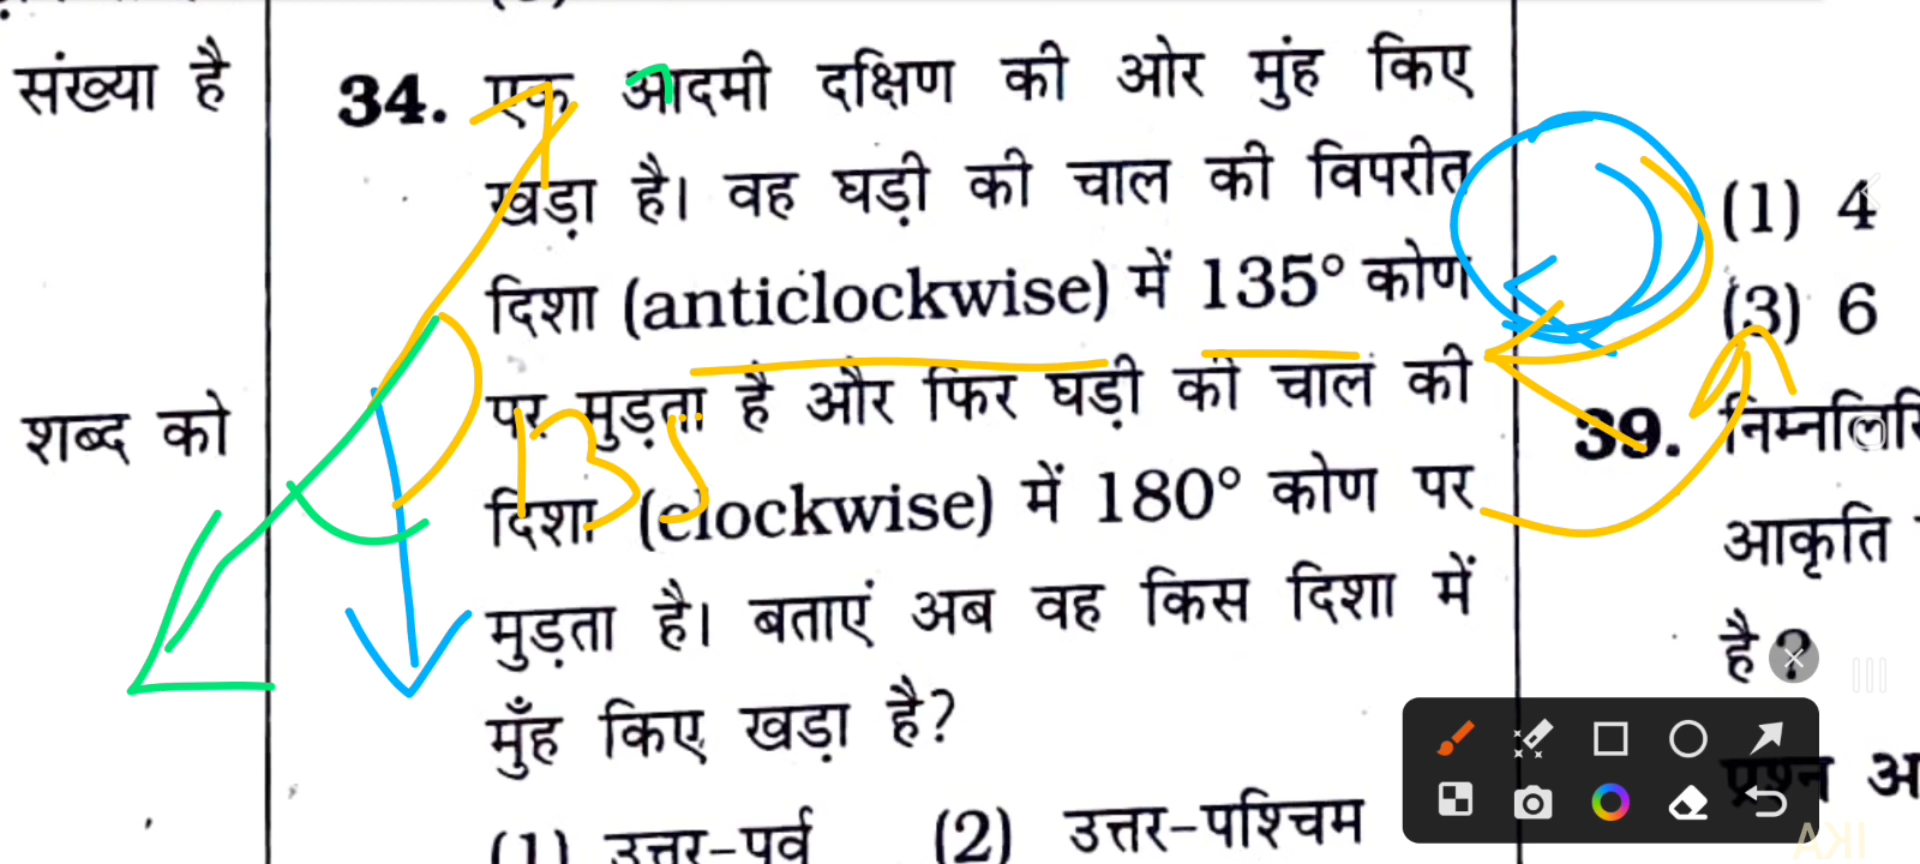 संख्या है
शब्द को
34. एक आदमी दक्षिण की ओर मुंह किए
खड़ा है। वह घड़ी की चाल की विपरीत
दिशा (anticlockwise) में 135° कोण
पर मुड़ता है और फिर घड़ी की चाल की
दिशा (clockwise) में 180° कोण पर
मुड़ता है। बताएं अब वह किस दिशा में
मुँह किए खड़ा है?
(1) उत्तर-पूर्व (2) उत्तर-पश्चिम
135
(1) 4
(3) 6
39.
आकृति
है ?
प्रश्न